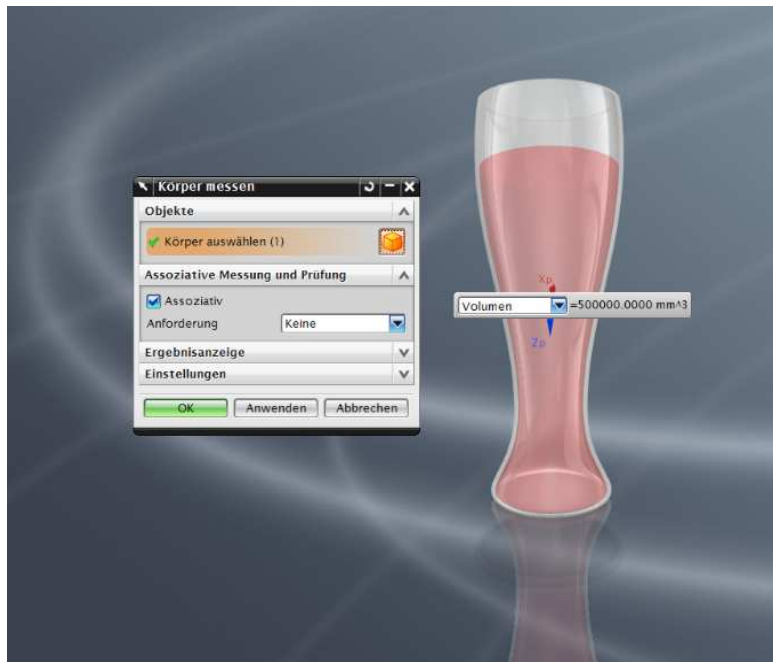 Körper messen
Objekte
Körper auswählen (1)
Assoziative Messung und Prüfung
Assoziativ
Anforderung Keine
Ergebnisanzeige
Einstellungen
OK Anwenden Abbrechen
Xp
Volumen =500000.0000 mm^3
Zp